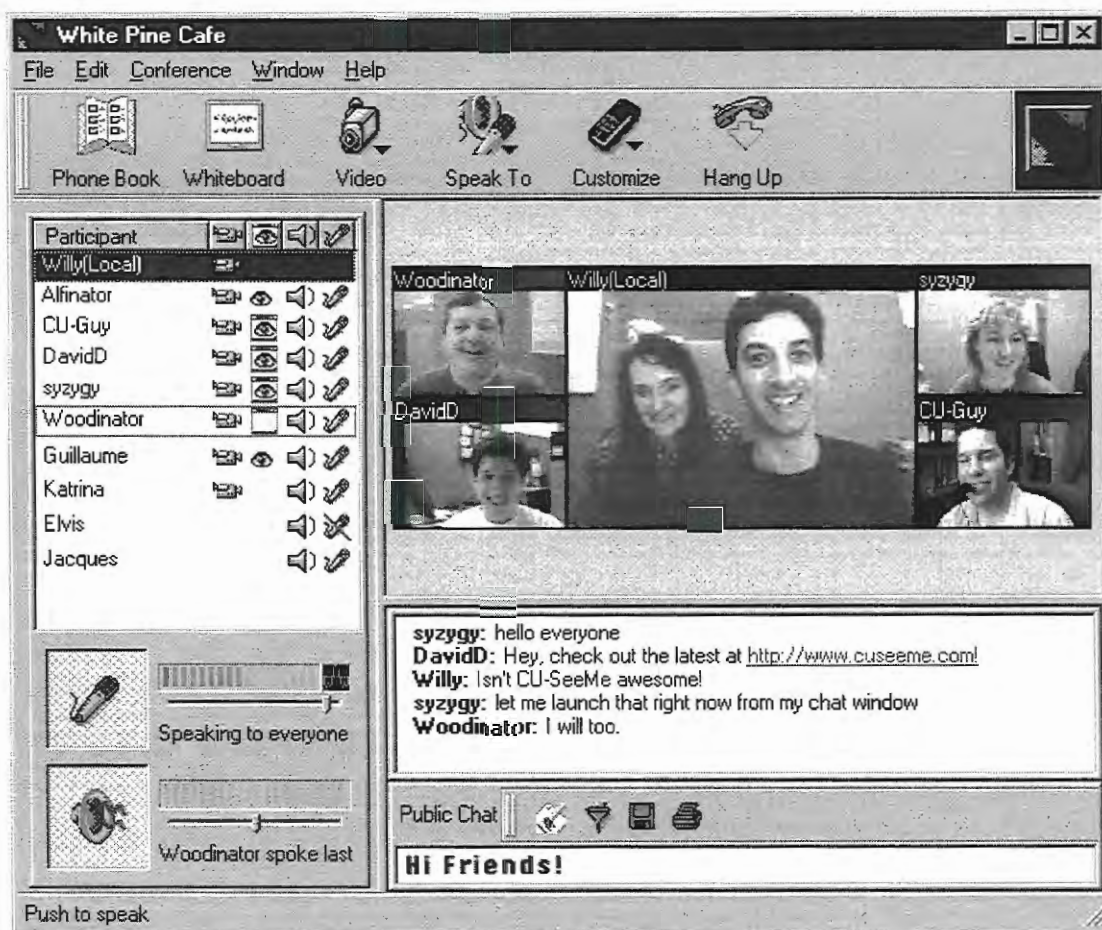 White Pine Cafe
File Edit Conference Window Help
Phone Book Whiteboard Video Speak To Customize Hang Up
Participant
Willy(Local)
Alfinator
CU-Guy
DavidD
syzygy
Woodinator
Guillaume
Katrina
Elvis
Jacques
Speaking to everyone
Woodinator spoke last
Woodinator
Willy(Local)
syzygy
DavidD
CU-Guy
syzygy: hello everyone
DavidD: Hey, check out the latest at http://www.cuseeme.com!
Willy: Isn't CU-SeeMe awesome!
syzygy: let me launch that right now from my chat window
Woodinator: I will too.
Public Chat
Hi Friends!
Push to speak